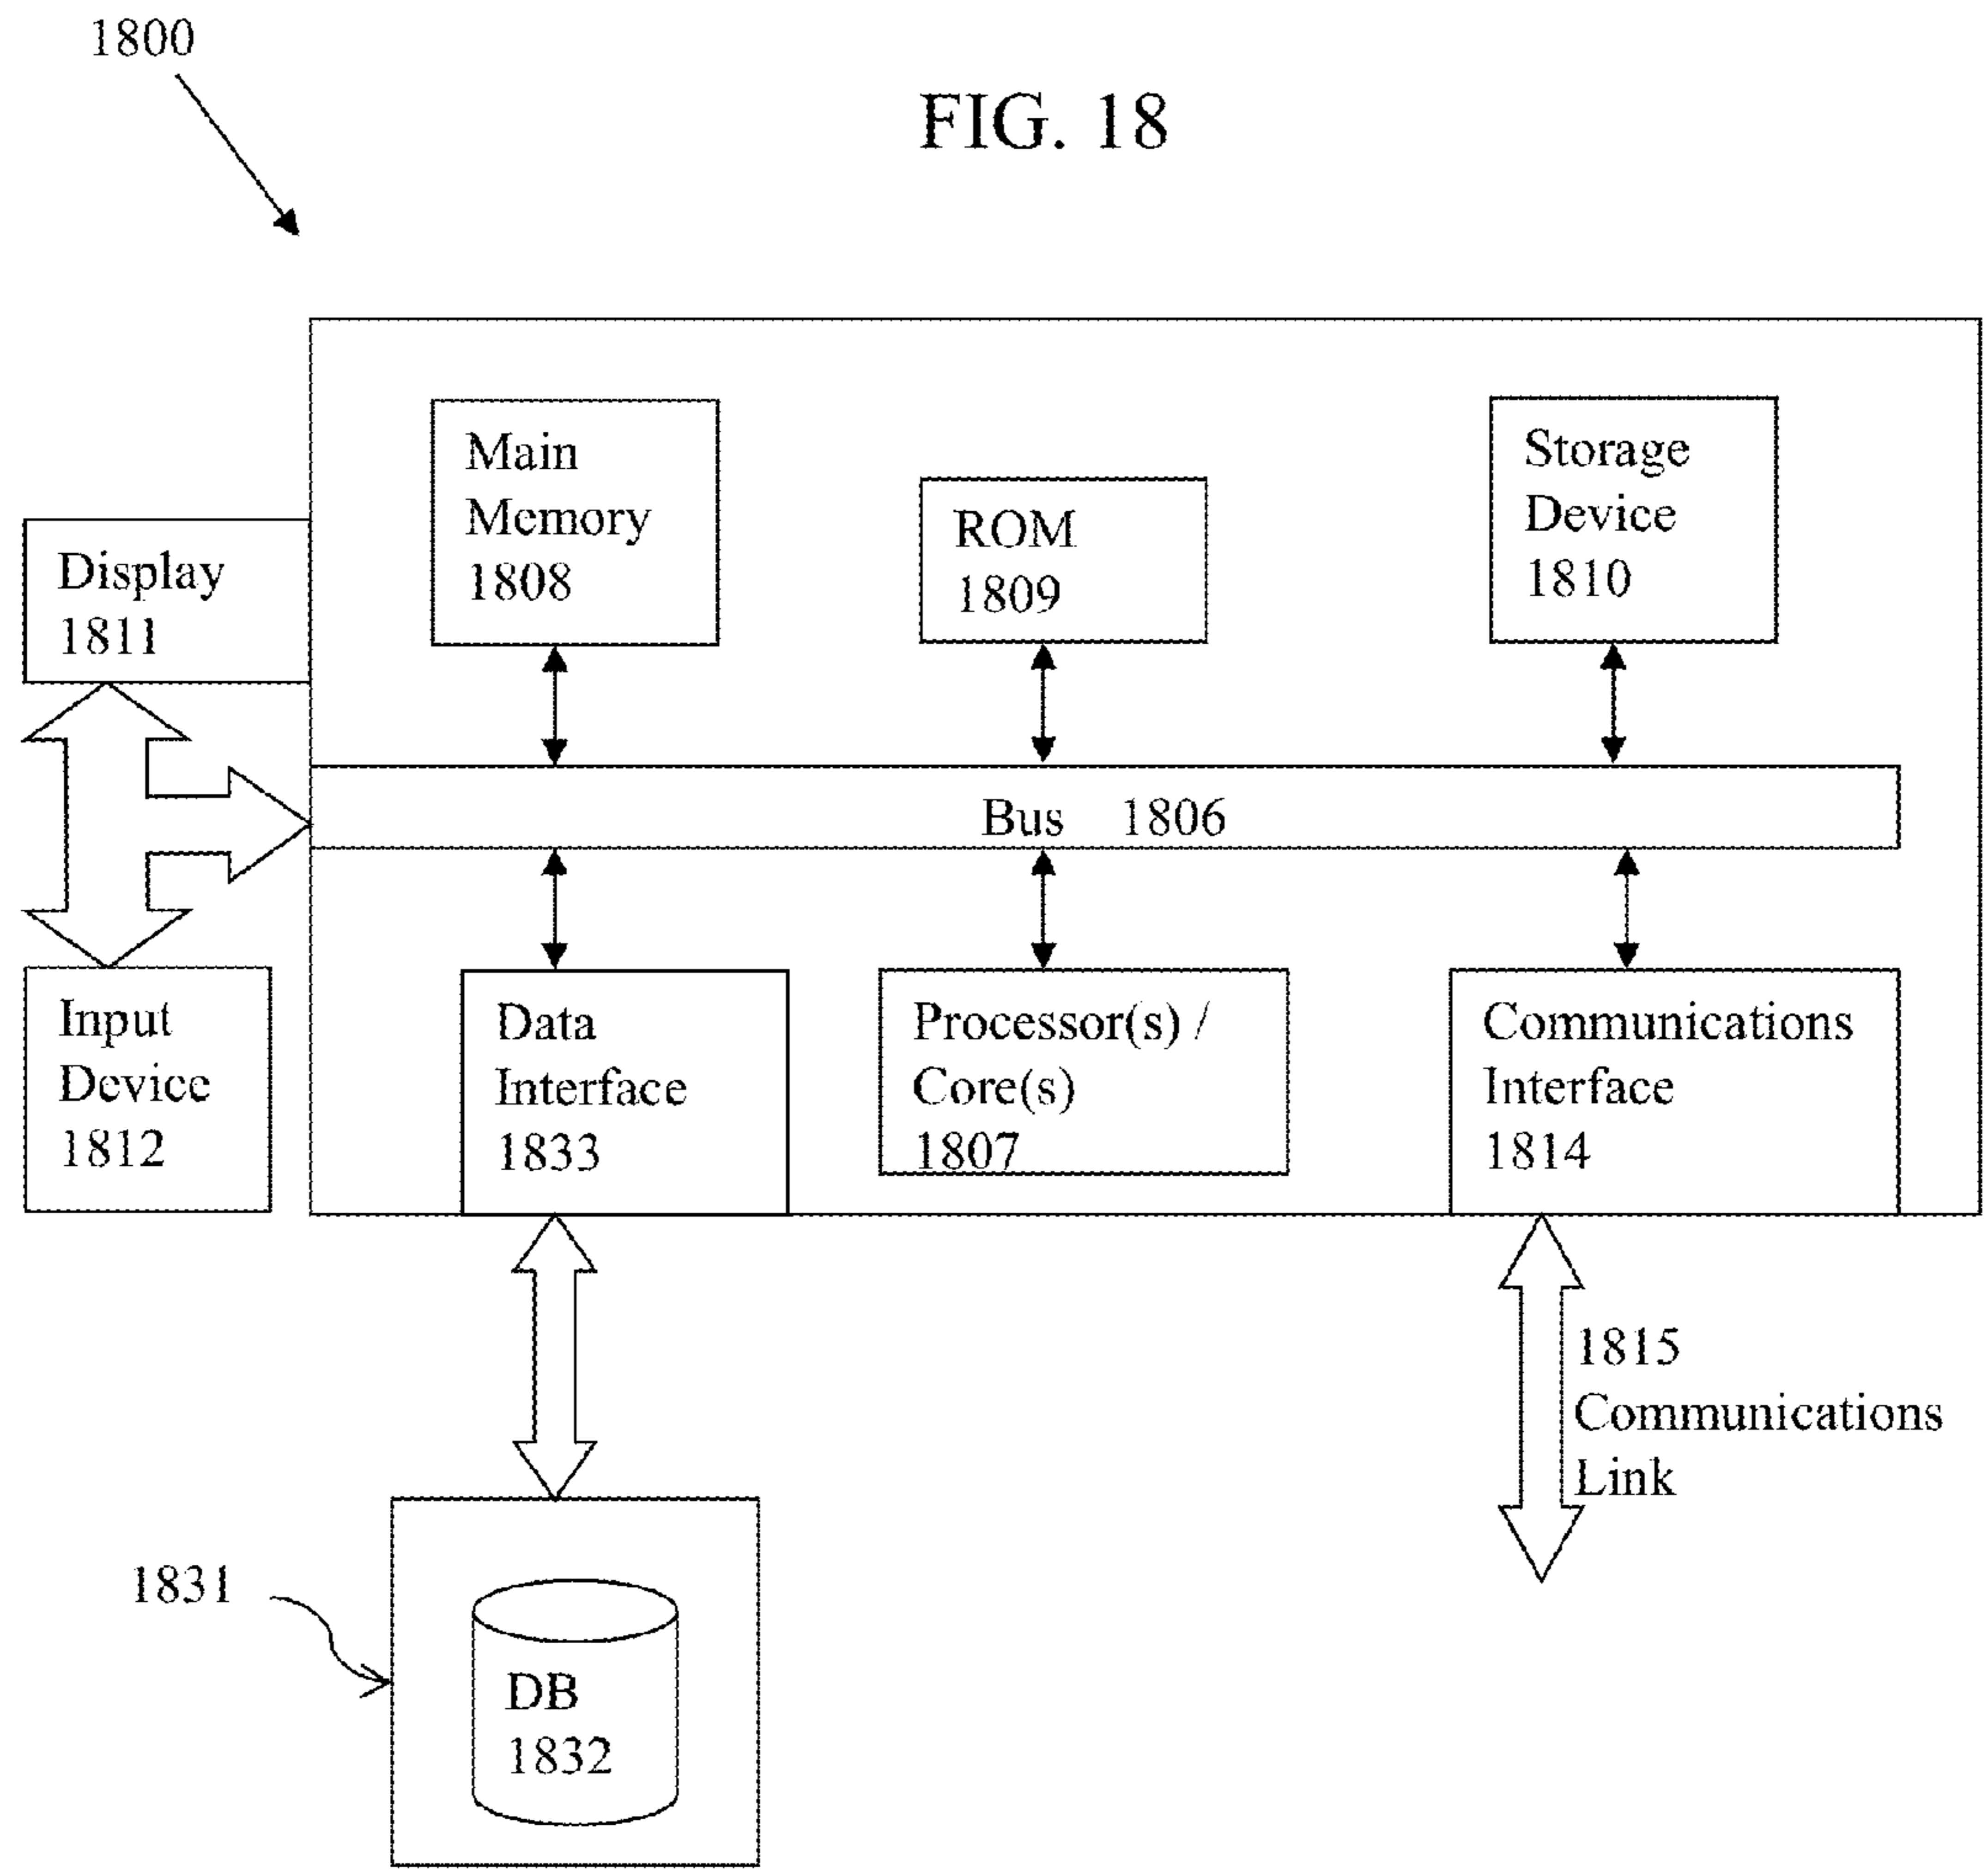 1800
FIG. 18
Main
Memory
1808
ROM
1809
Storage
Device
1810
Display
1811
Bus 1806
Input
Device
1812
Data
Interface
1833
Processor(s) /
Core(s)
1807
Communications
Interface
1814
1815
Communications
Link
1831
DB
1832